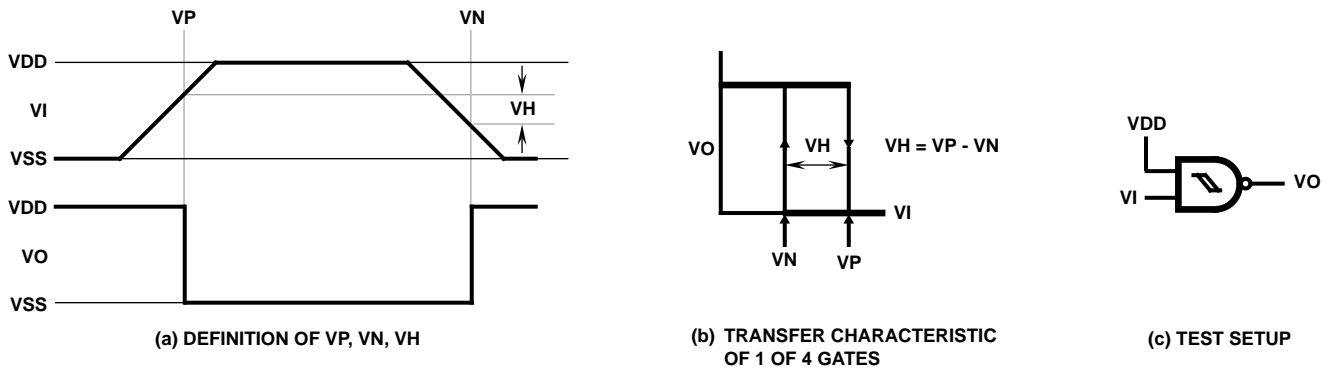 VP
VN
VDD
VI
VH
VSS
VDD
VO
VSS
(a) DEFINITION OF VP, VN, VH
VO
VH
VH = VP - VN
VI
VN
VP
(b) TRANSFER CHARACTERISTIC
OF 1 OF 4 GATES
VDD
VI
VO
(c) TEST SETUP